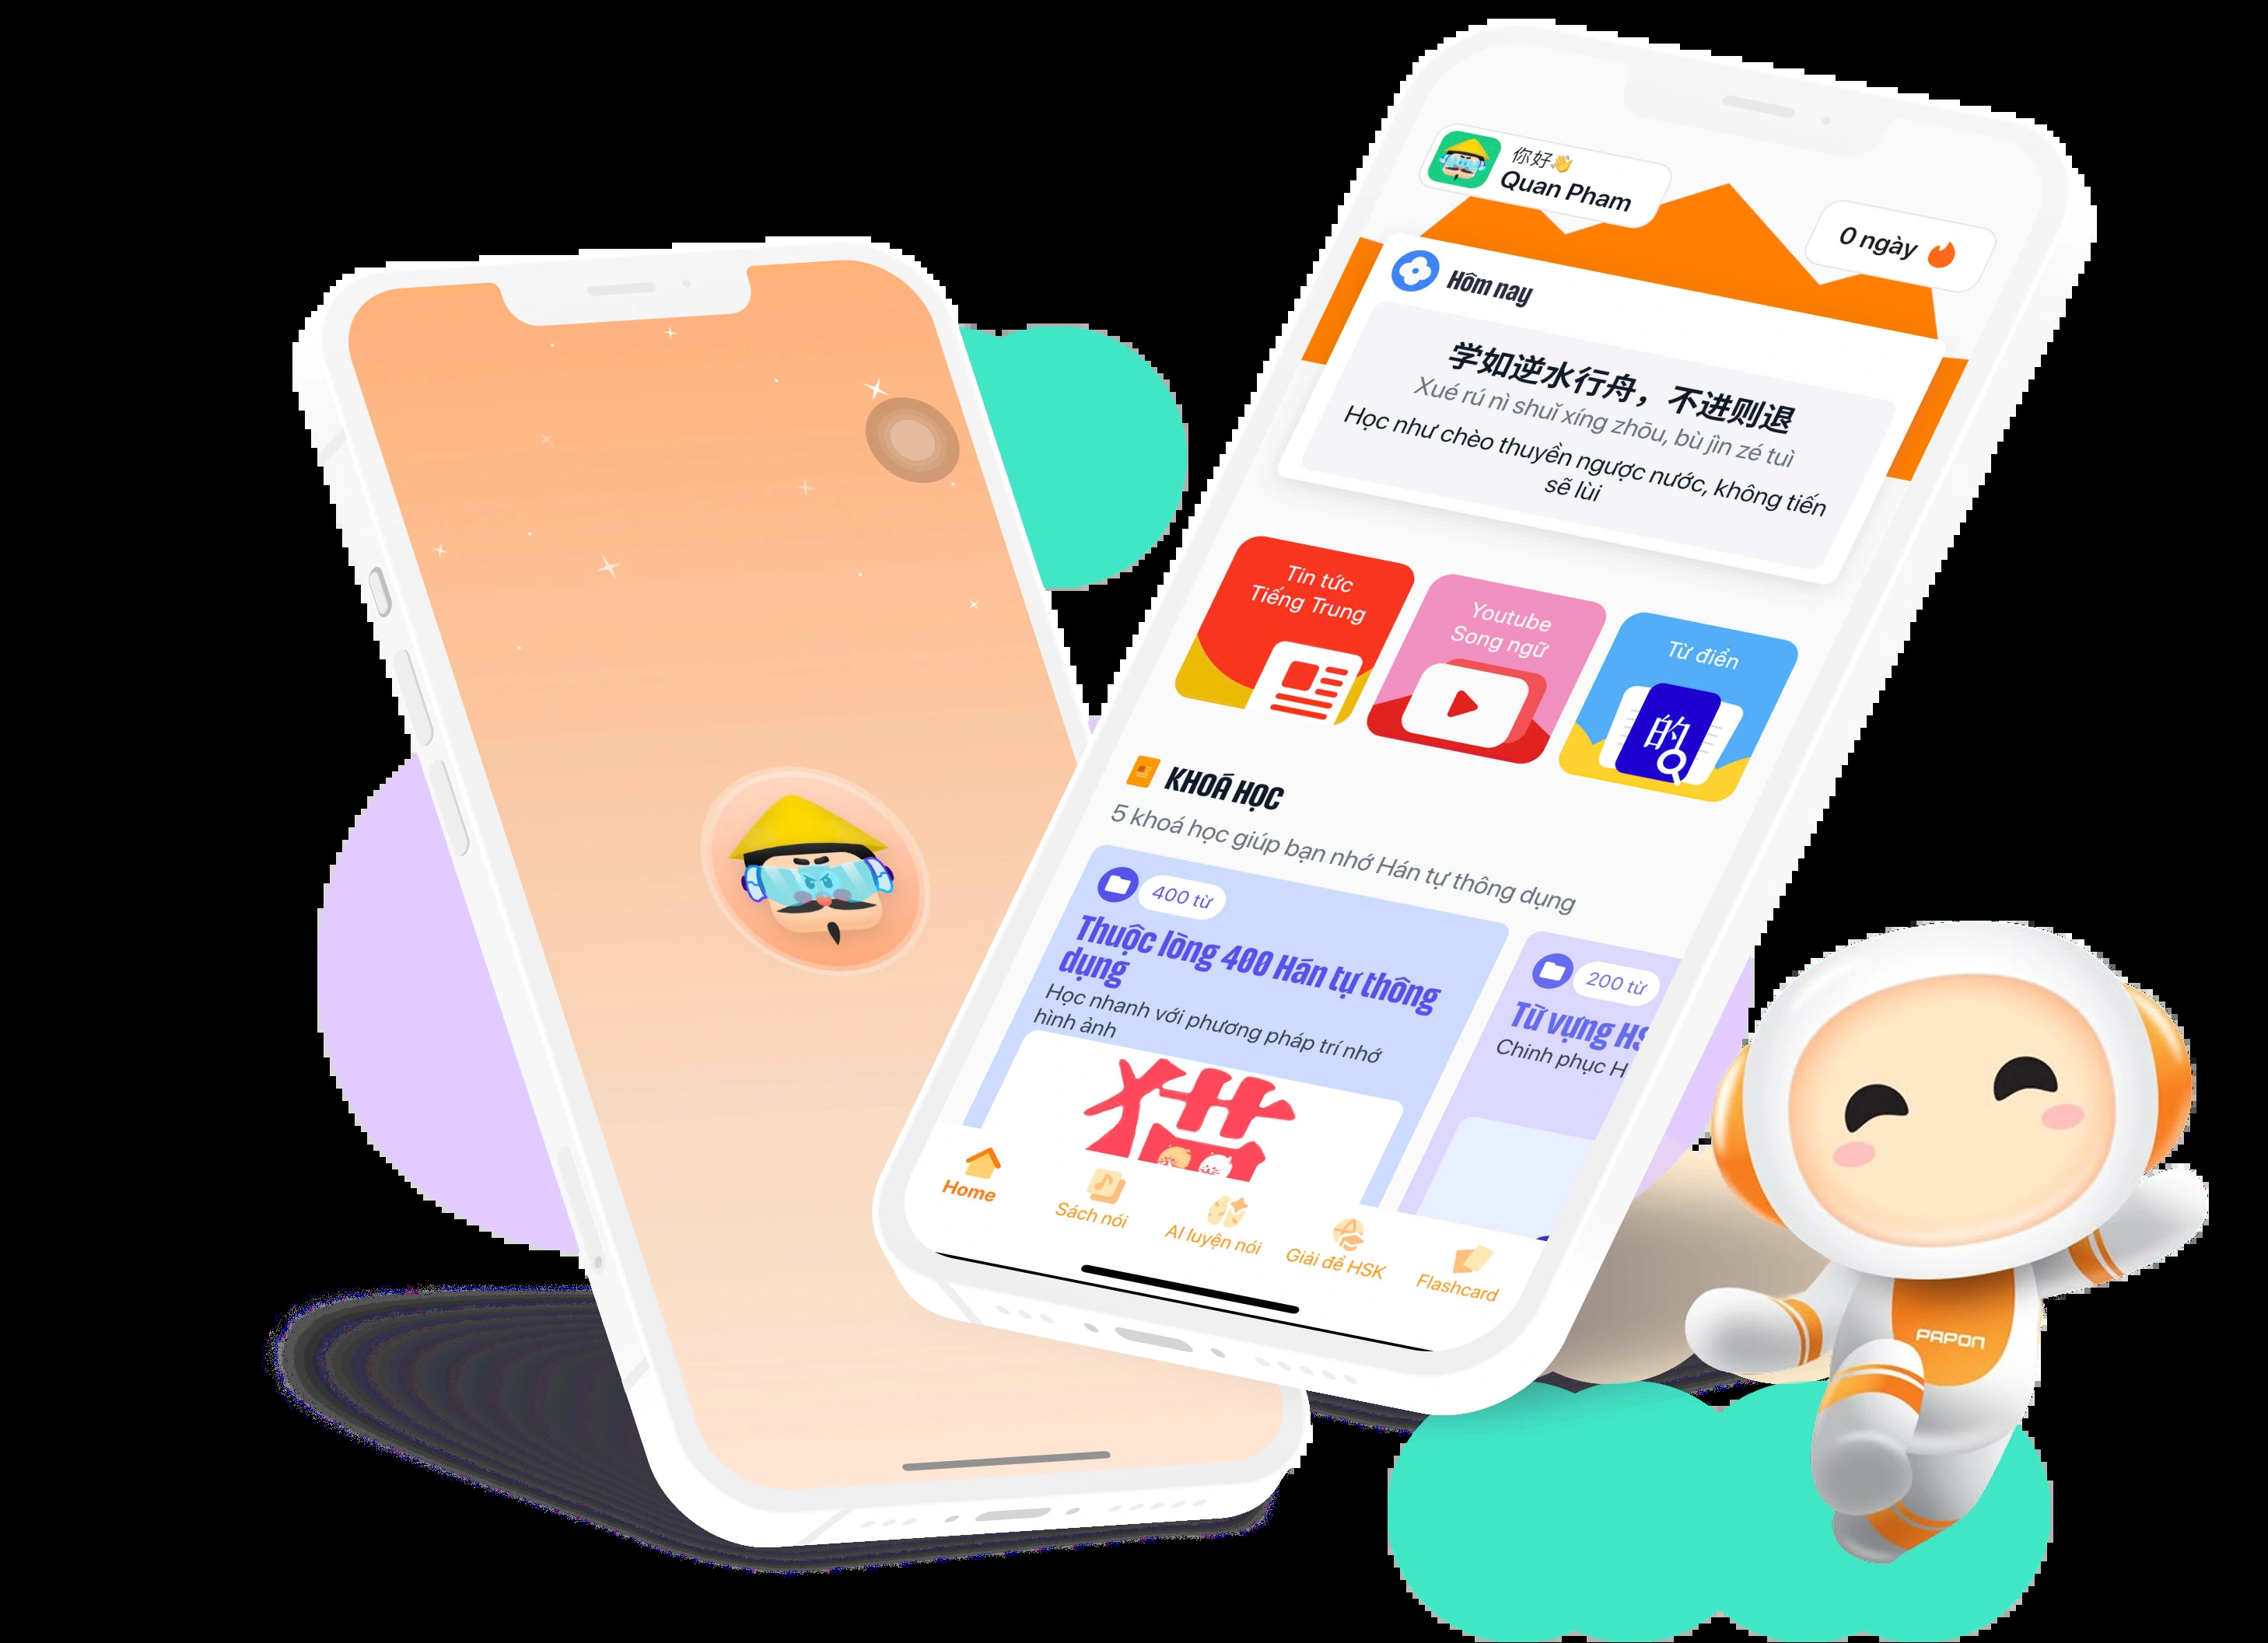 你好👋
Quan Pham
0 ngày
Hôm nay
学如逆水行舟，不进则退
Xué rú nì shuǐ xíng zhōu, bù jìn zé tuì
Học như chèo thuyền ngược nước, không tiến
sẽ lùi
Tin tức
Tiếng Trung
Youtube
Song ngữ
Từ điển
的
KHOÁ HỌC
5 khoá học giúp bạn nhớ Hán tự thông dụng
400 từ
Thuộc lòng 400 Hán tự thông
dụng
Học nhanh với phương pháp trí nhớ
hình ảnh
200 từ
Từ vựng HS
Chinh phục H
Home
Sách nói
AI luyện nói
Giải đề HSK
Flashcard
PAPON